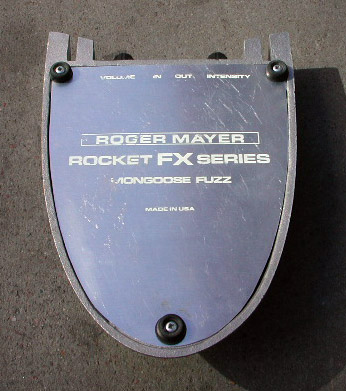 VOLUME IN OUT INTENSITY
ROGER MAYER
ROCKET FX SERIES
MONGOOSE FUZZ
MADE IN USA